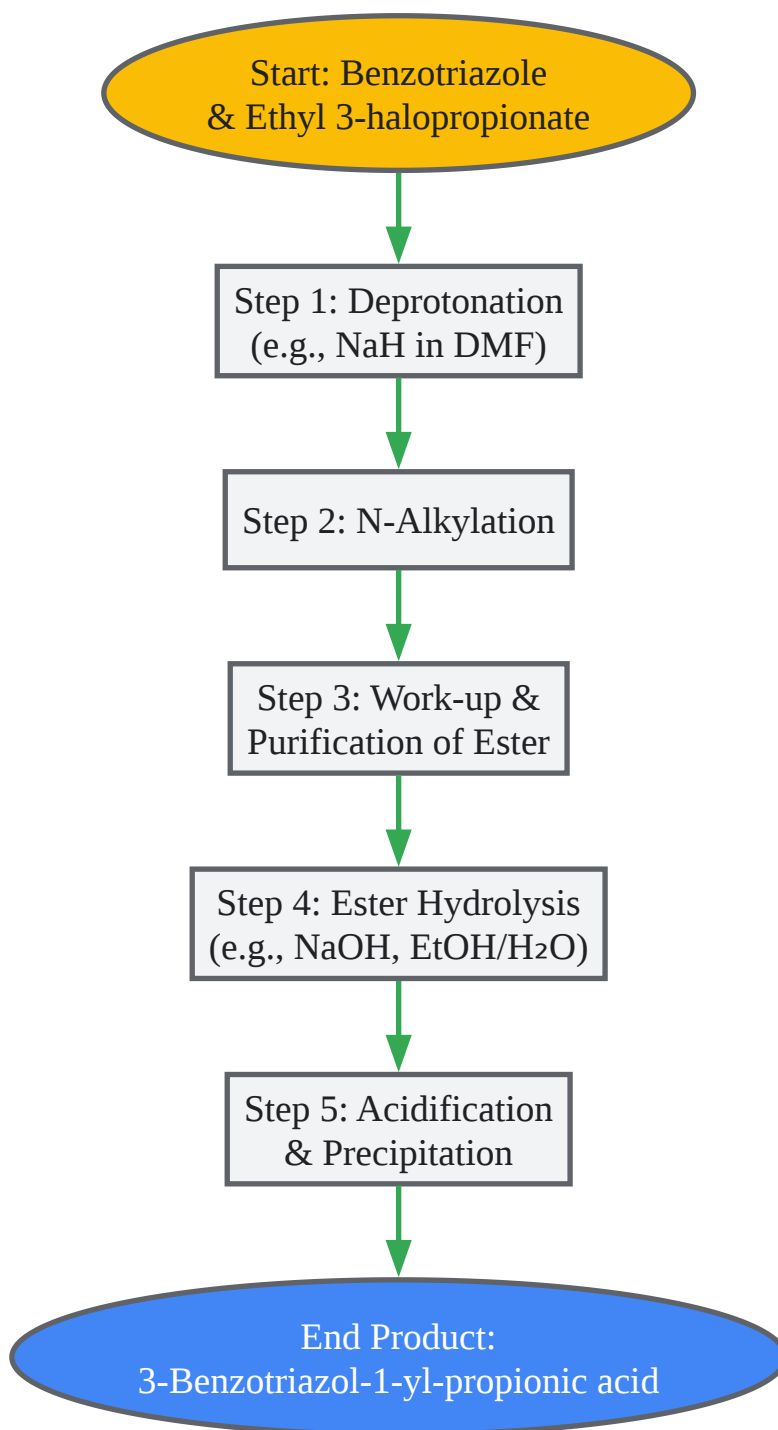 Start: Benzotriazole
& Ethyl 3-halopropionate
Step 1: Deprotonation
(e.g., NaH in DMF)
Step 2: N-Alkylation
Step 3: Work-up &
Purification of Ester
Step 4: Ester Hydrolysis
(e.g., NaOH, EtOH/H₂O)
Step 5: Acidification
& Precipitation
End Product:
3-Benzotriazol-1-yl-propionic acid